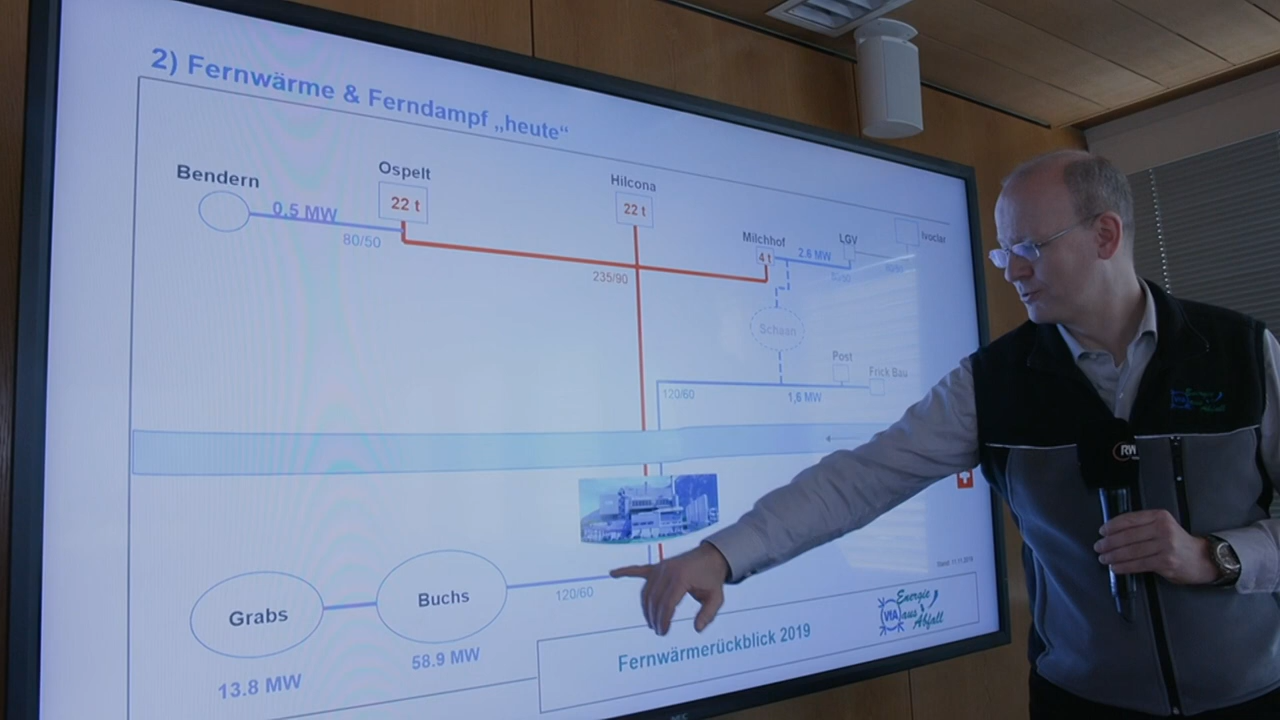 2) Fernwärme & Ferndampf „heute“
Bendern
0.5 MW
80/50
Ospelt
22 t
Hilcona
22 t
235/90
Milchhof
4 t
2.6 MW
LGV
Ivoclar
Schaan
Post
Frick Bau
120/60
1,6 MW
Grabs
13.8 MW
Buchs
58.9 MW
120/60
Fernwärmerückblick 2019
VfA
Energie
aus
Abfall